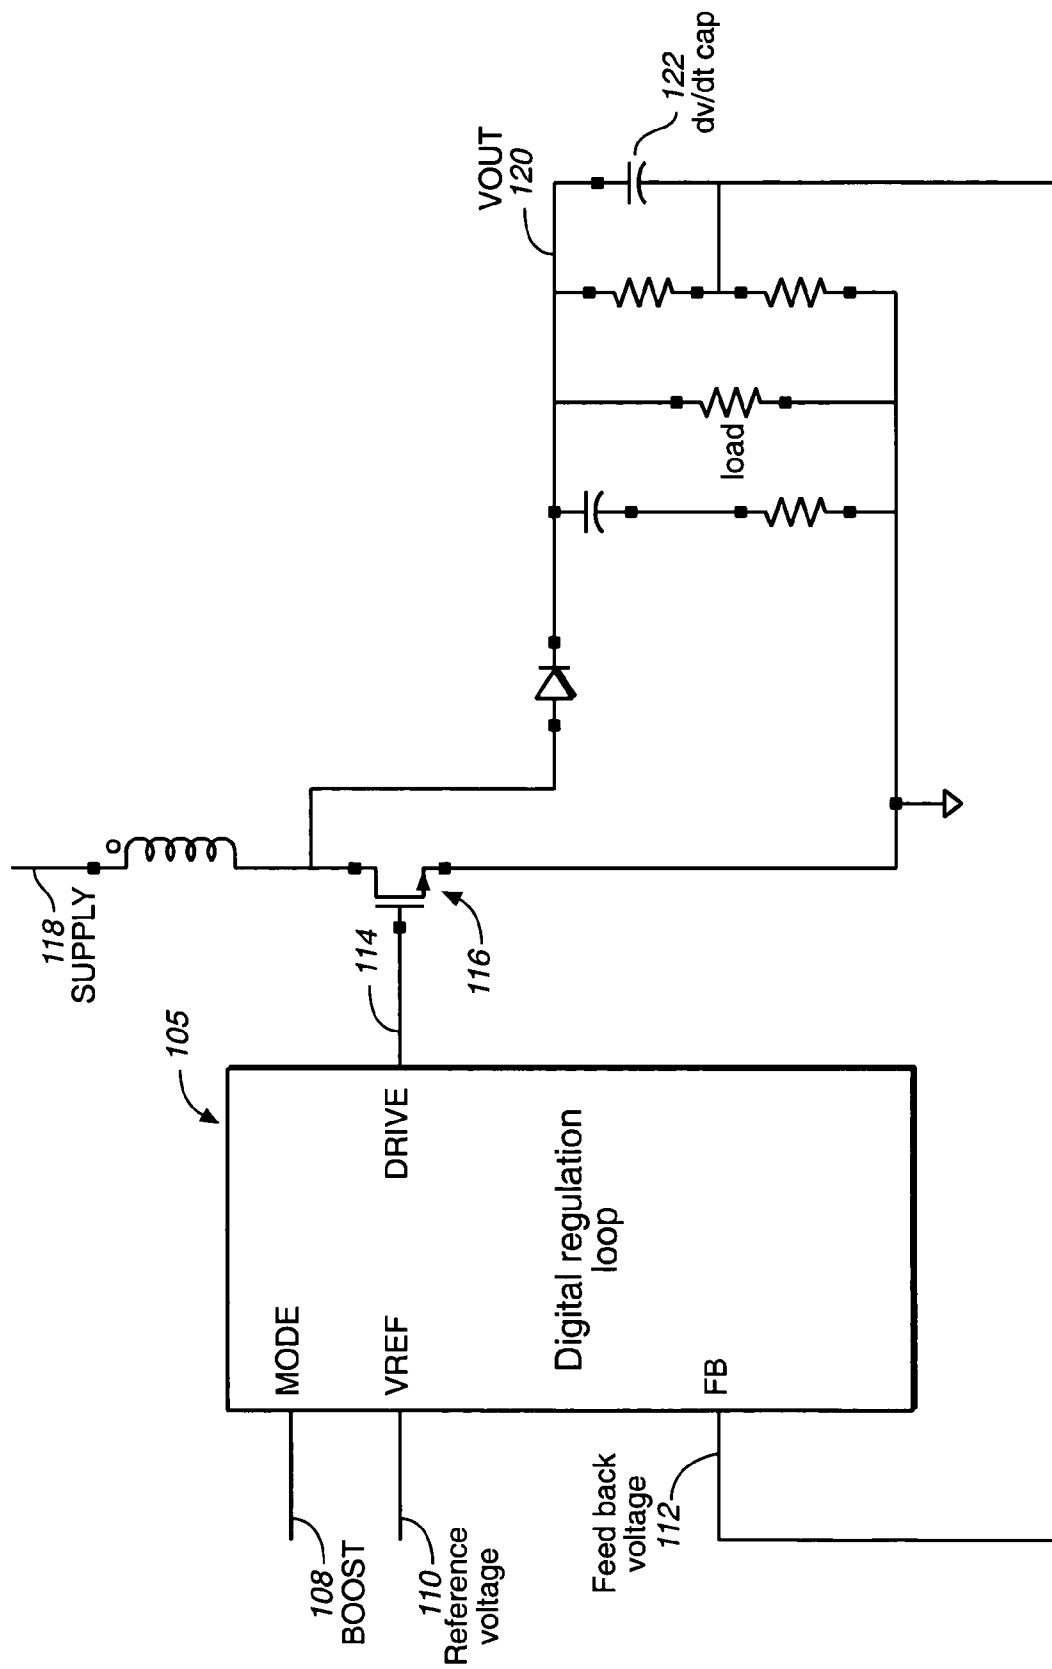 108
BOOST
110
Reference
voltage
Feed back
voltage
112
MODE
VREF
FB
Digital regulation
loop
DRIVE
105
114
116
118
SUPPLY
load
VOUT
120
122
dv/dt cap